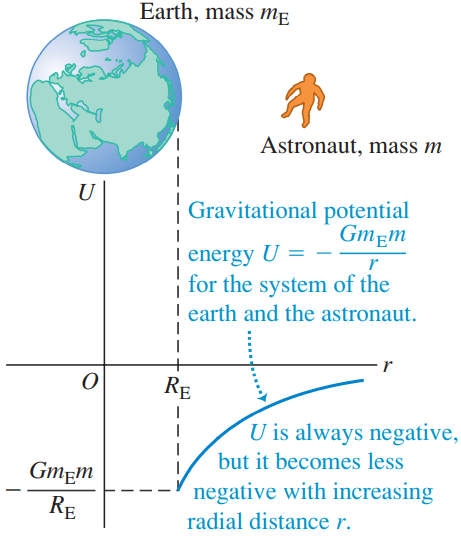 Earth, mass mE
Astronaut, mass m
U
Gravitational potential
energy U = − GmEm/r
for the system of the
earth and the astronaut.
r
O
RE
U is always negative,
but it becomes less
negative with increasing
radial distance r.
− GmEm/RE